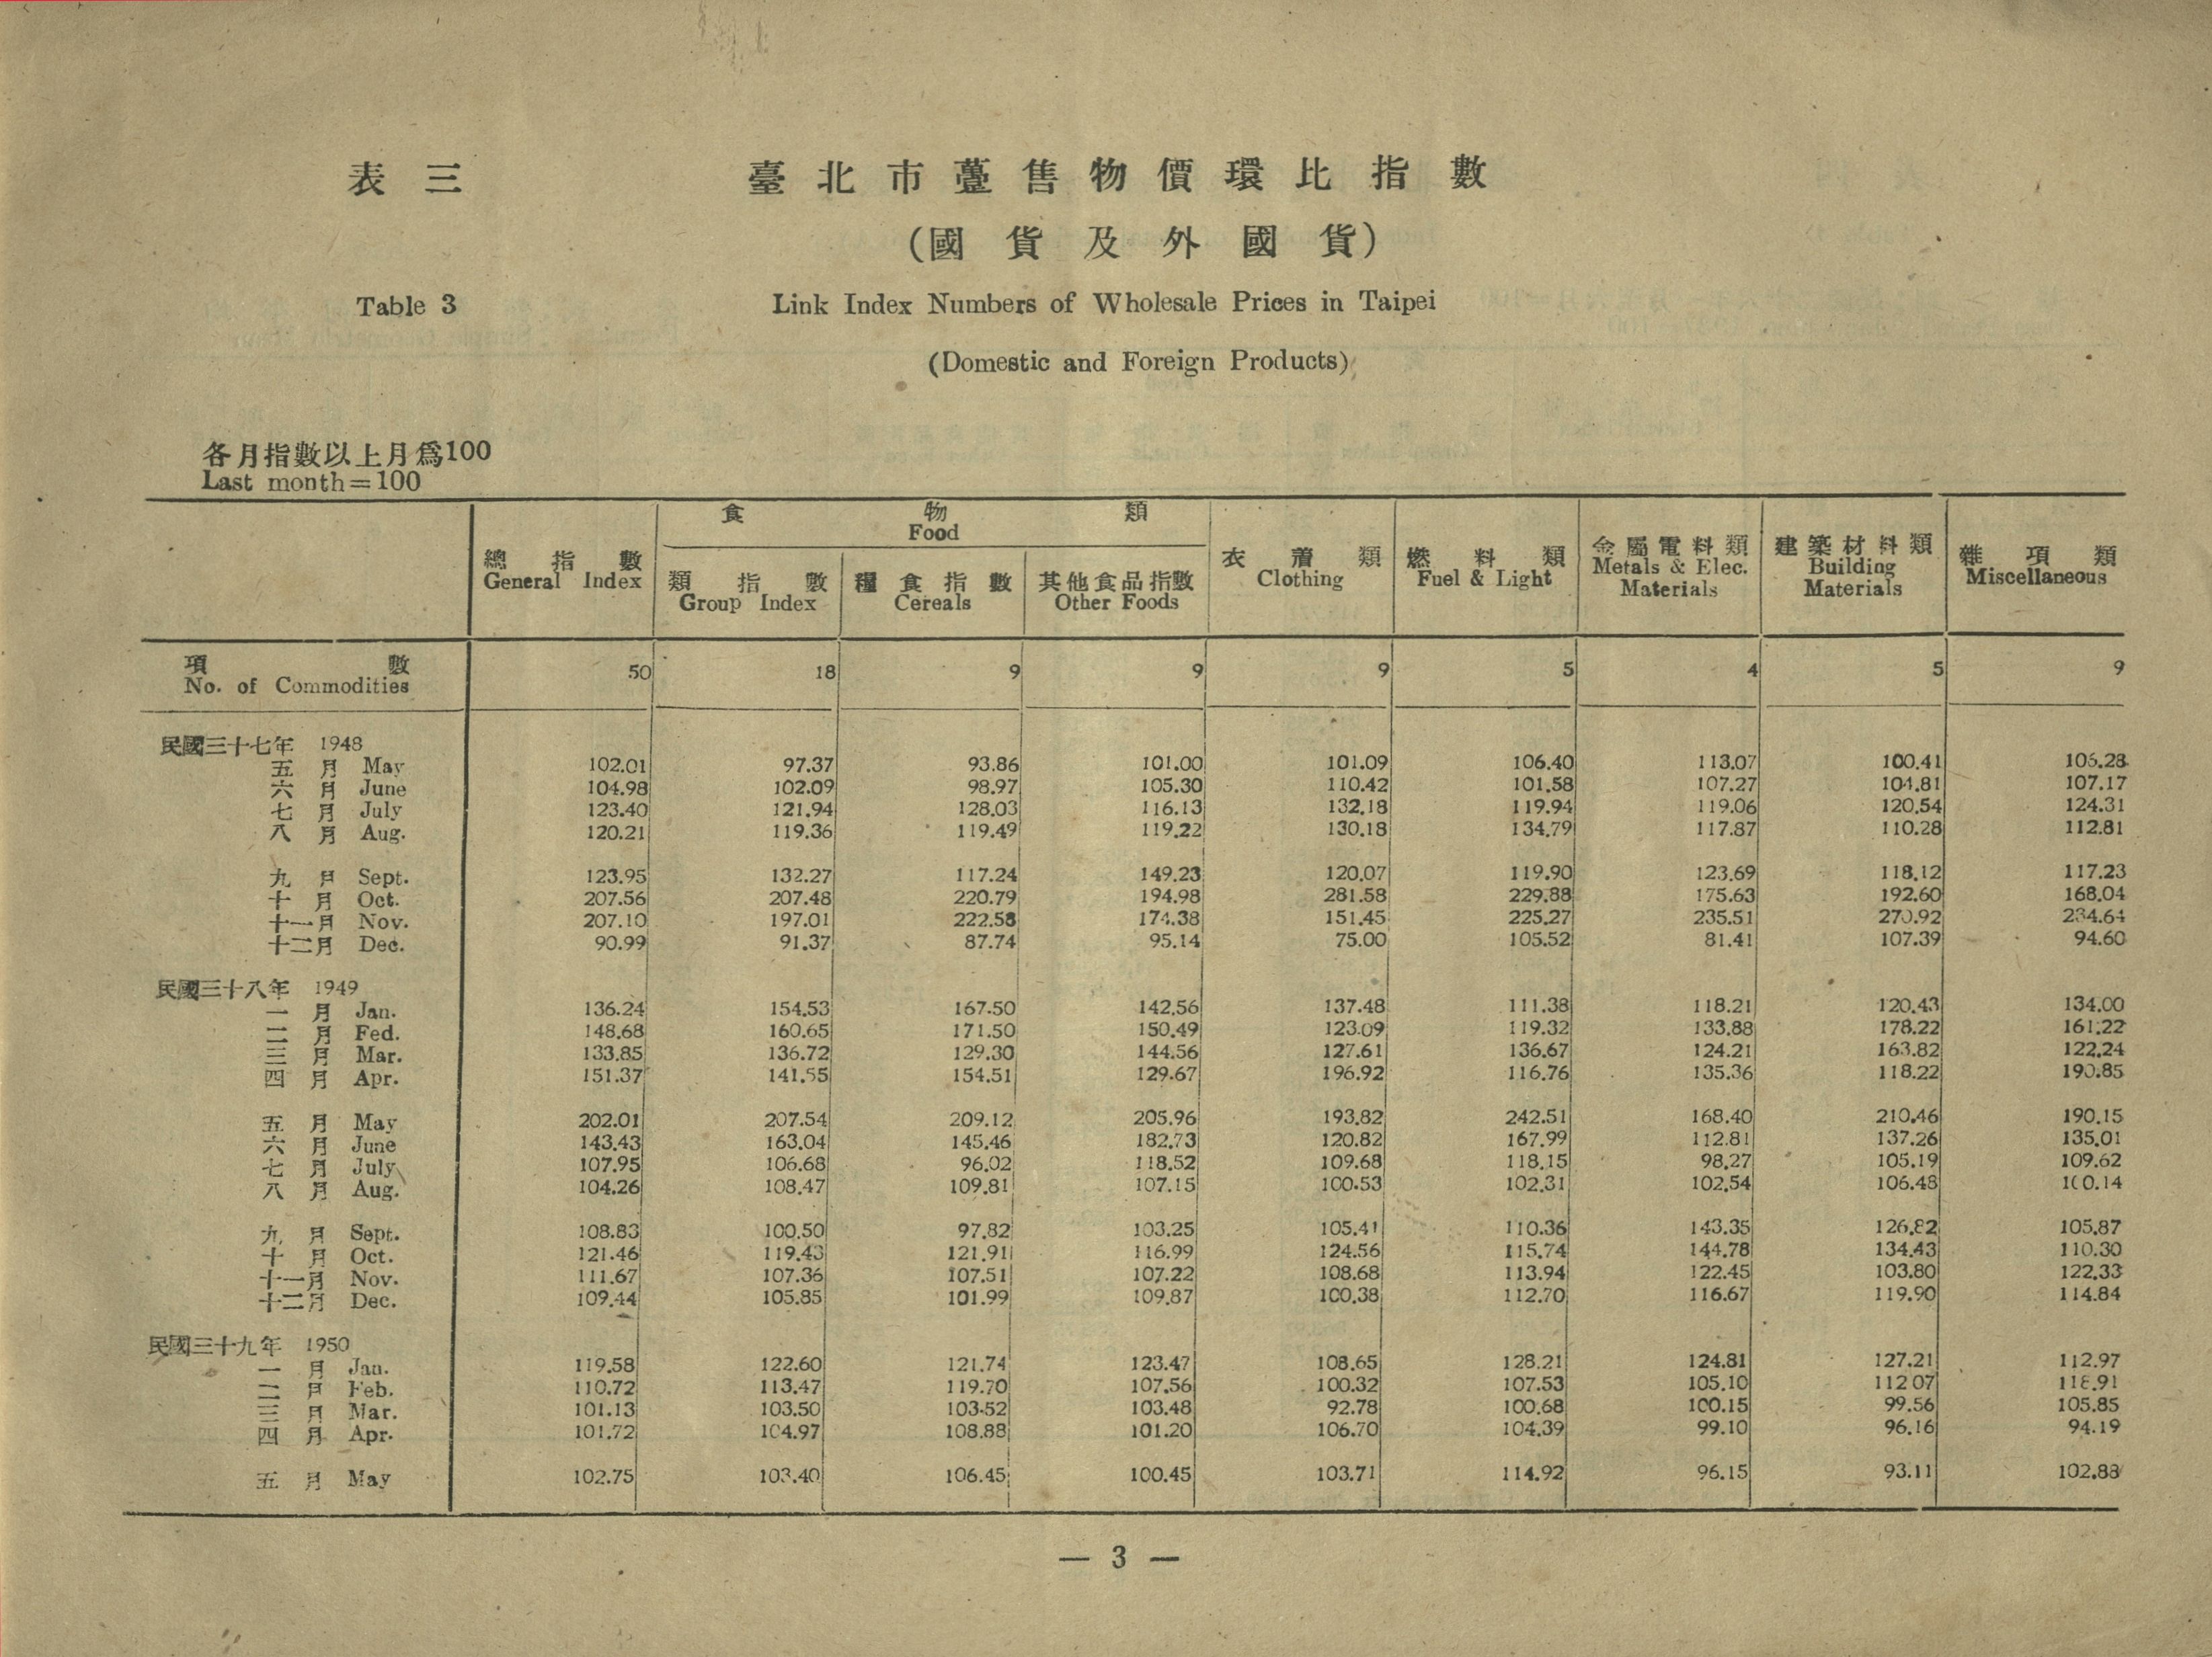 表三
臺北市躉售物價環比指數
(國貨及外國貨)
Table 3
Link Index Numbers of Wholesale Prices in Taipei
(Domestic and Foreign Products)
各月指數以上月爲100
Last month=100
食物類
Food
總指數 General Index
類指數 Group Index
糧食指數 Cereals
其他食品指數 Other Foods
衣着類 Clothing
燃料類 Fuel & Light
金屬電料類 Metals & Elec. Materials
建築材料類 Building Materials
雜項類 Miscellaneous
項數 No. of Commodities 50 18 9 9 9 5 4 5 9
民國三十七年 1948
五月 May 102.01 97.37 93.86 101.00 101.09 106.40 113.07 100.41 106.28
六月 June 104.98 102.09 98.97 105.30 110.42 101.58 107.27 104.81 107.17
七月 July 123.40 121.94 128.03 116.13 132.18 119.94 119.06 120.54 124.31
八月 Aug. 120.21 119.36 119.49 119.22 130.18 134.79 117.87 110.28 112.81
九月 Sept. 123.95 132.27 117.24 149.23 120.07 119.90 123.69 118.12 117.23
十月 Oct. 207.56 207.48 220.79 194.98 281.58 229.88 175.63 192.60 168.04
十一月 Nov. 207.10 197.01 222.58 174.38 151.45 225.27 235.51 270.92 234.64
十二月 Dec. 90.99 91.37 87.74 95.14 75.00 105.52 81.41 107.39 94.60
民國三十八年 1949
一月 Jan. 136.24 154.53 167.50 142.56 137.48 111.38 118.21 120.43 134.00
二月 Fed. 148.68 160.65 171.50 150.49 123.09 119.32 133.88 178.22 161.22
三月 Mar. 133.85 136.72 129.30 144.56 127.61 136.67 124.21 163.82 122.24
四月 Apr. 151.37 141.55 154.51 129.67 196.92 116.76 135.36 118.22 190.85
五月 May 202.01 207.54 209.12 205.96 193.82 242.51 168.40 210.46 190.15
六月 June 143.43 163.04 145.46 182.73 120.82 167.99 112.81 137.26 135.01
七月 July 107.95 106.68 96.02 118.52 109.68 118.15 98.27 105.19 109.62
八月 Aug. 104.26 108.47 109.81 107.15 100.53 102.31 102.54 106.48 100.14
九月 Sept. 108.83 100.50 97.82 103.25 105.41 110.36 143.35 126.82 105.87
十月 Oct. 121.46 119.43 121.91 116.99 124.56 115.74 144.78 134.43 110.30
十一月 Nov. 111.67 107.36 107.51 107.22 108.68 113.94 122.45 103.80 122.33
十二月 Dec. 109.44 105.85 101.99 109.87 100.38 112.70 116.67 119.90 114.84
民國三十九年 1950
一月 Jan. 119.58 122.60 121.74 123.47 108.65 128.21 124.81 127.21 112.97
二月 Feb. 110.72 113.47 119.70 107.56 100.32 107.53 105.10 112 07
三月 Mar. 101.13 103.50 103.52 103.48 92.78 100.68 100.15 99.56 105.85
四月 Apr. 101.72 104.97 108.88 101.20 106.70 104.39 99.10 96.16 94.19
五月 May 102.75 103.40 106.45 100.45 103.71 114.92 96.15 93.11 102.88
— 3 —